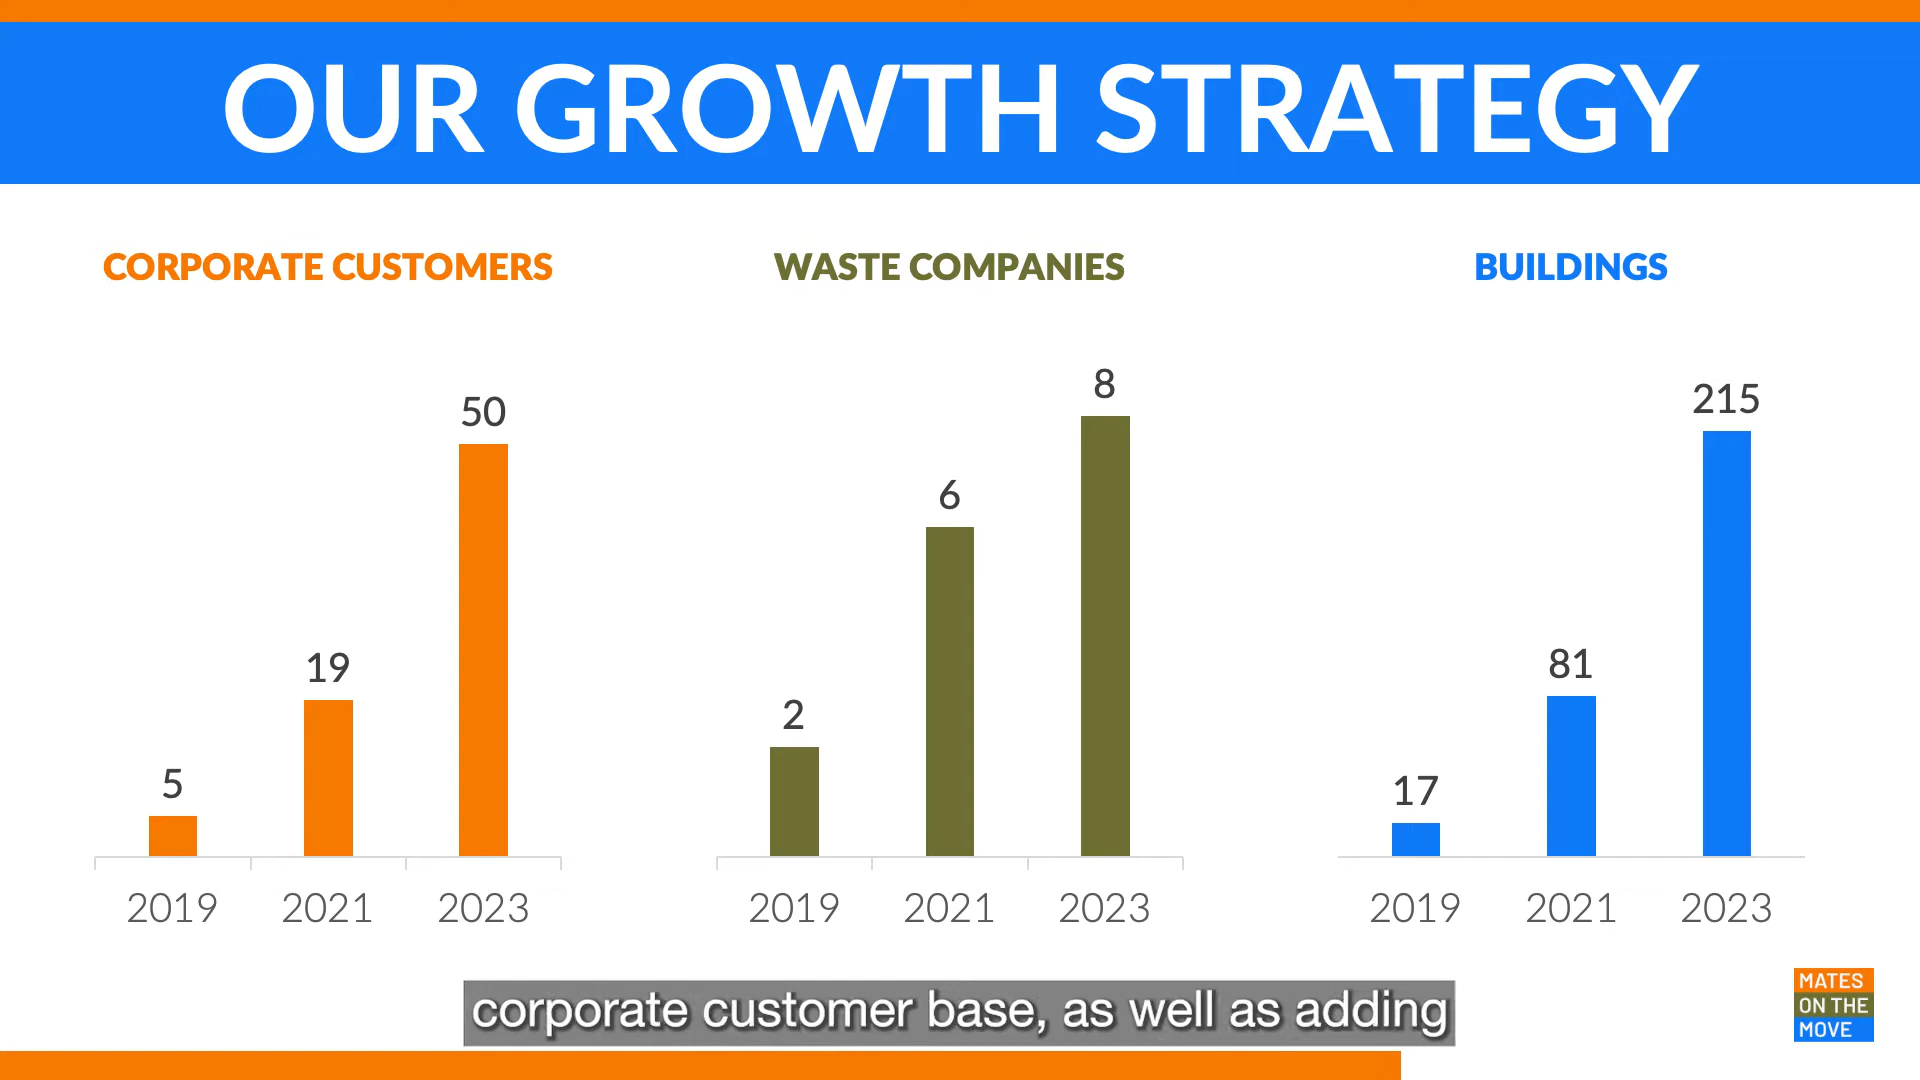 OUR GROWTH STRATEGY
CORPORATE CUSTOMERS
5
19
50
2019
2021
2023
WASTE COMPANIES
2
6
8
2019
2021
2023
BUILDINGS
17
81
215
2019
2021
2023
corporate customer base, as well as adding
MATES
ON THE
MOVE